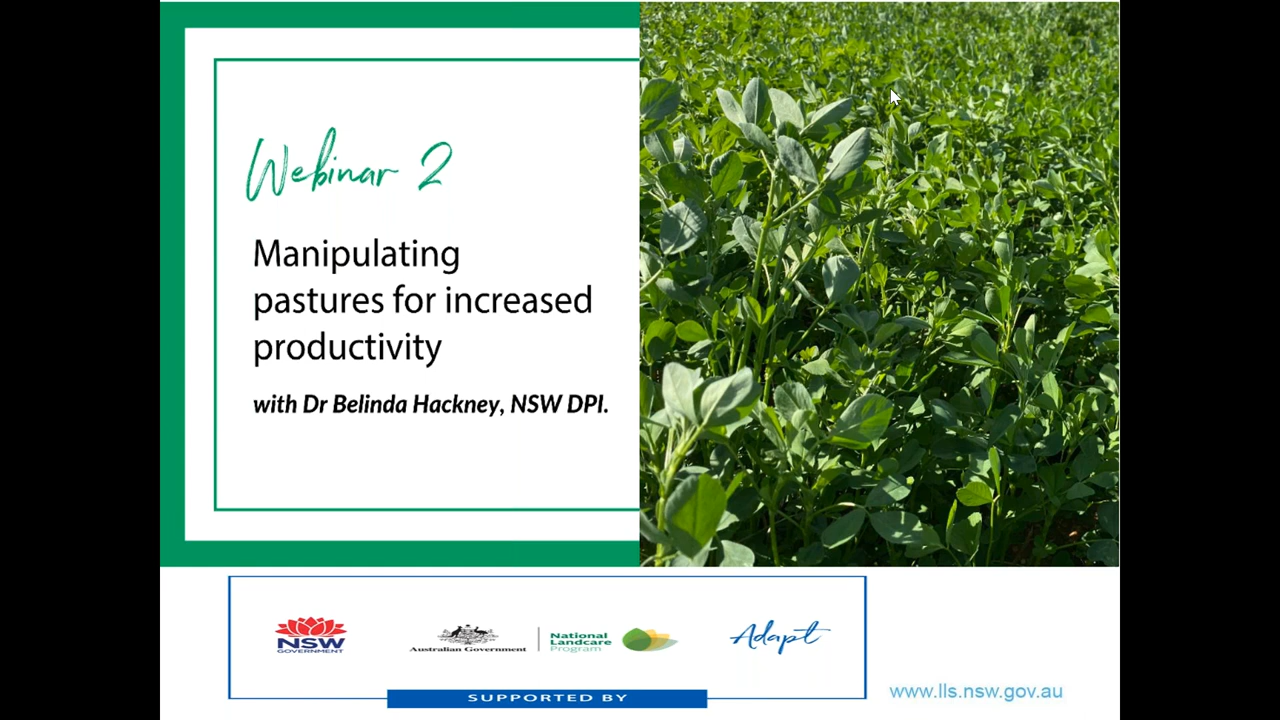 Webinar 2
Manipulating
pastures for increased
productivity
with Dr Belinda Hackney, NSW DPI.
NSW
GOVERNMENT
Australian Government
National
Landcare
Program
Adapt
SUPPORTED BY
www.lls.nsw.gov.au